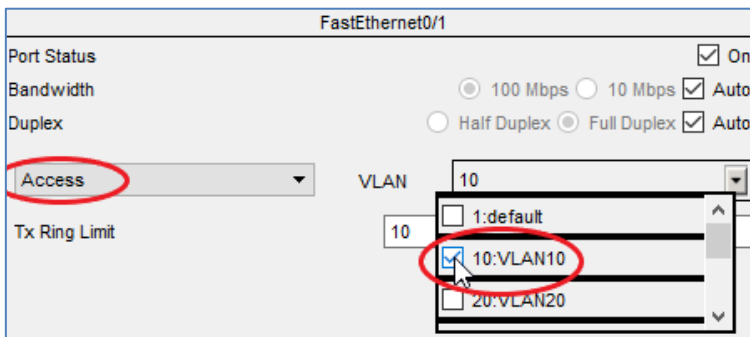 FastEthernet0/1
Port Status On
Bandwidth 100 Mbps 10 Mbps Auto
Duplex Half Duplex Full Duplex Auto
Access VLAN 10
1:default
Tx Ring Limit 10
10:VLAN10
20:VLAN20